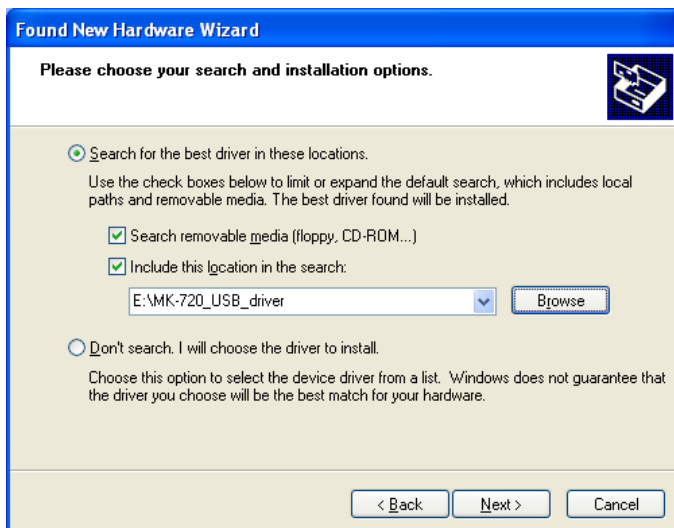 Found New Hardware Wizard
Please choose your search and installation options.
Search for the best driver in these locations.
Use the check boxes below to limit or expand the default search, which includes local
paths and removable media. The best driver found will be installed.
Search removable media (floppy, CD-ROM...)
Include this location in the search:
E:\MK-720_USB_driver
Browse
Don't search. I will choose the driver to install.
Choose this option to select the device driver from a list. Windows does not guarantee that
the driver you choose will be the best match for your hardware.
< Back
Next >
Cancel